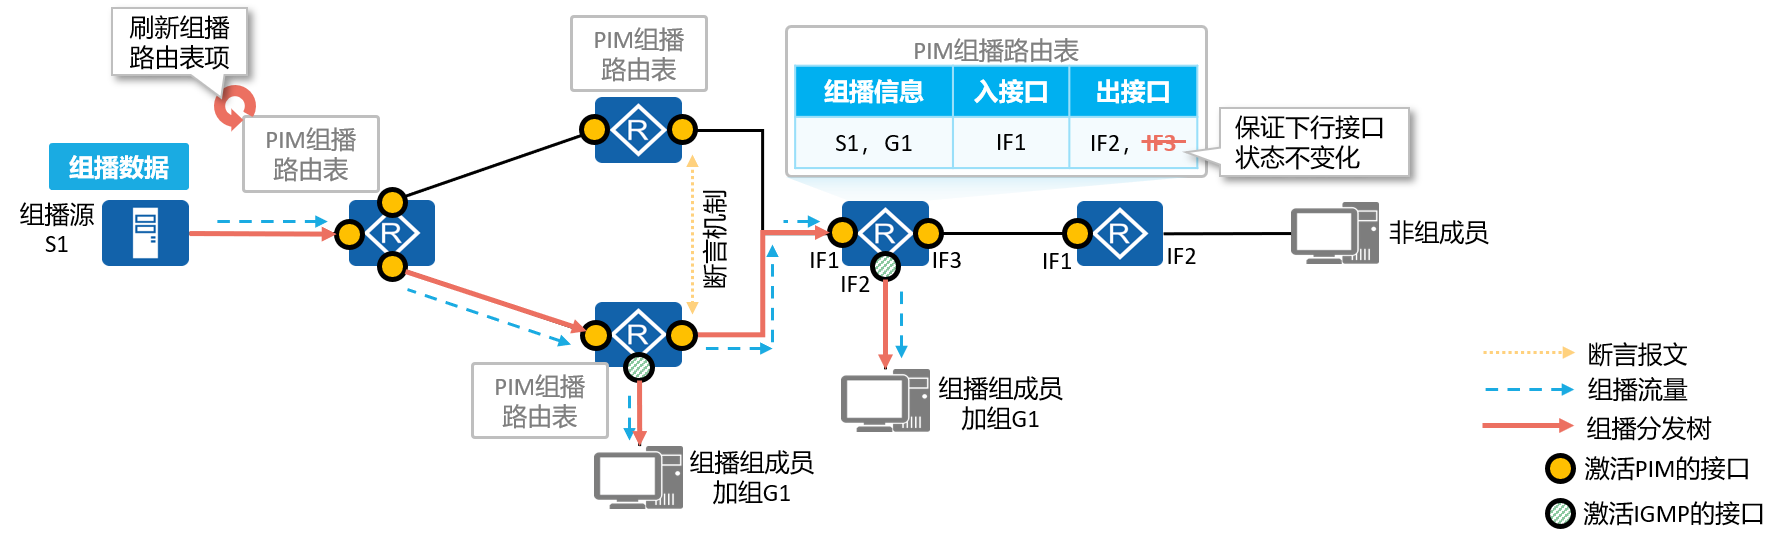 刷新组播
路由表项
PIM组播
路由表
PIM组播路由表
组播信息
入接口
出接口
S1，G1
IF1
IF2，IF3
保证下行接口
状态不变化
PIM组播
路由表
组播数据
组播源
S1
R
R
断言机制
R
IF1
IF2
IF3
R
IF1
IF2
非组成员
R
PIM组播
路由表
组播组成员
加组G1
组播组成员
加组G1
断言报文
组播流量
组播分发树
激活PIM的接口
激活IGMP的接口